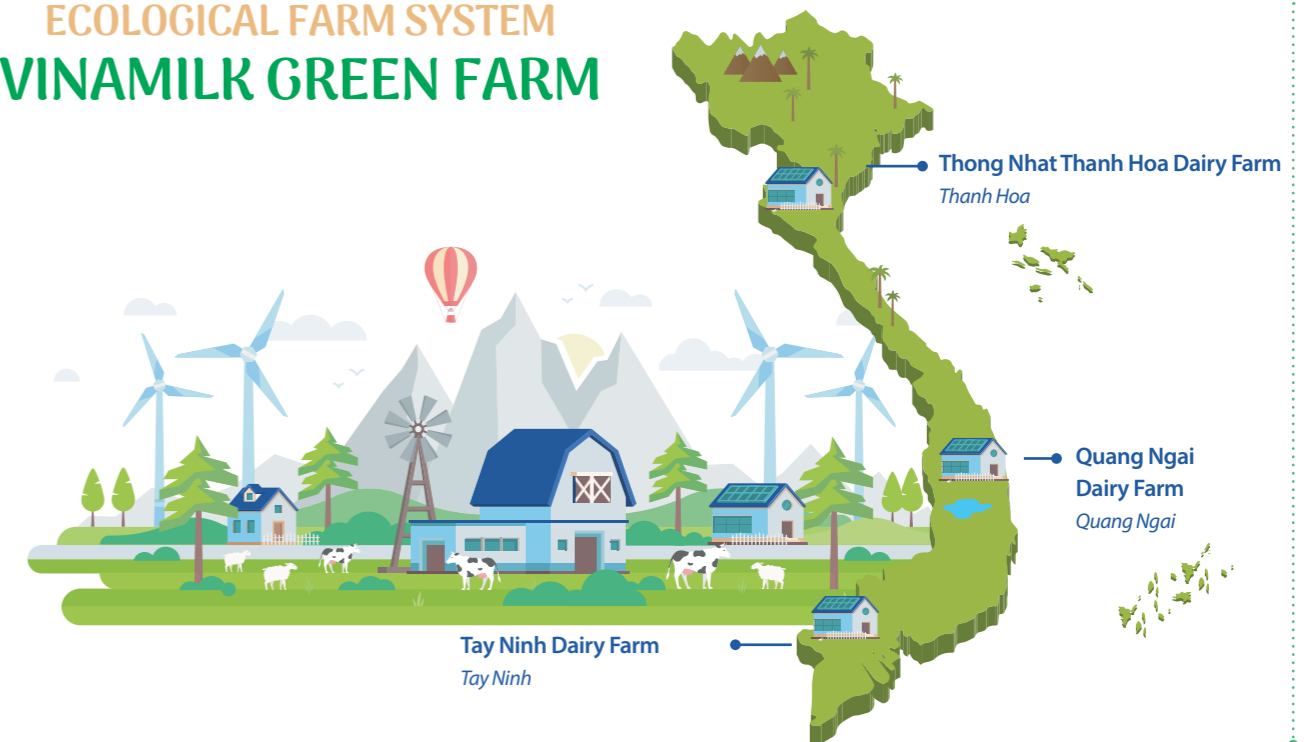 ECOLOGICAL FARM SYSTEM
VINAMILK GREEN FARM
Thong Nhat Thanh Hoa Dairy Farm
Thanh Hoa
Quang Ngai
Dairy Farm
Quang Ngai
Tay Ninh Dairy Farm
Tay Ninh